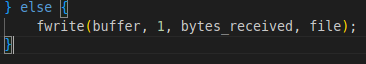 } else {
    fwrite(buffer, 1, bytes_received, file);
}